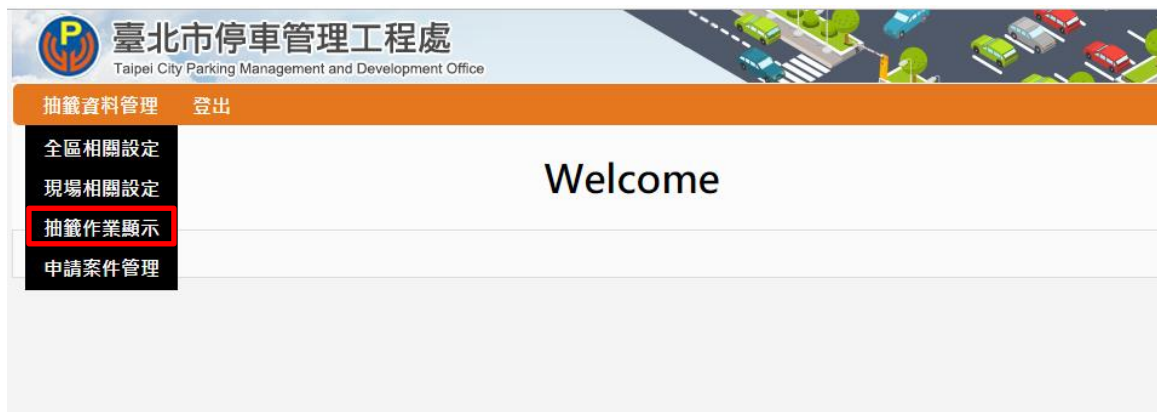 臺北市停車管理工程處
Taipei City Parking Management and Development Office
抽籤資料管理 登出
全區相關設定
現場相關設定
抽籤作業顯示
申請案件管理
Welcome